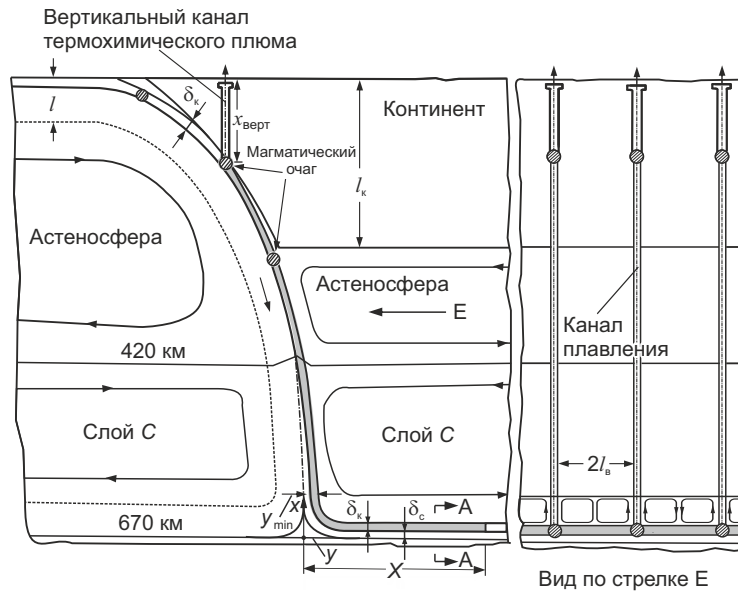 Вертикальный канал
термохимического плюма
l
δк
xверт
Континент
Магматический
очаг
lк
Астеносфера
Астеносфера
E
Канал
плавления
420 км
Слой C
Слой C
2lв
ymin
x
δк
δс
A
670 км
y
A
X
Вид по стрелке E